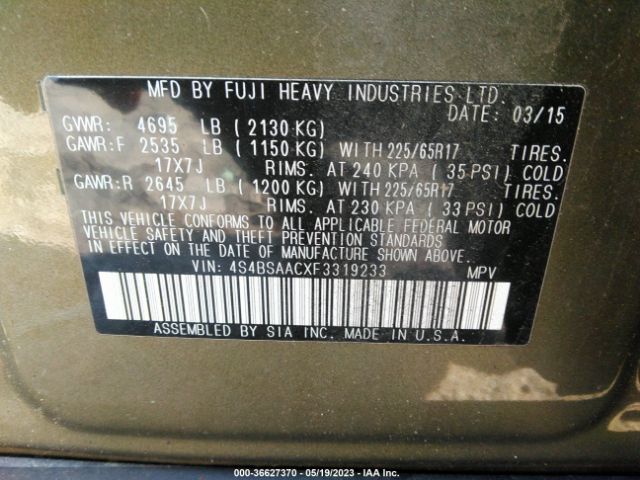 MFD BY FUJI HEAVY INDUSTRIES LTD.
DATE: 03/15
GVWR: 4695 LB ( 2130 KG)
GAWR:F 2535 LB ( 1150 KG) WITH 225/65R17 TIRES.
17X7J RIMS. AT 240 KPA ( 35 PSI) COLD
GAWR:R 2645 LB ( 1200 KG) WITH 225/65R17 TIRES.
17X7J RIMS. AT 230 KPA ( 33 PSI) COLD
THIS VEHICLE CONFORMS TO ALL APPLICABLE FEDERAL MOTOR
VEHICLE SAFETY AND THEFT PREVENTION STANDARDS
IN EFFECT ON THE DATE OF MANUFACTURE SHOWN ABOVE.
VIN: 4S4BSAACXF3319233 MPV
ASSEMBLED BY SIA INC. MADE IN U.S.A.
000-36627370 - 05/19/2023 - IAA Inc.